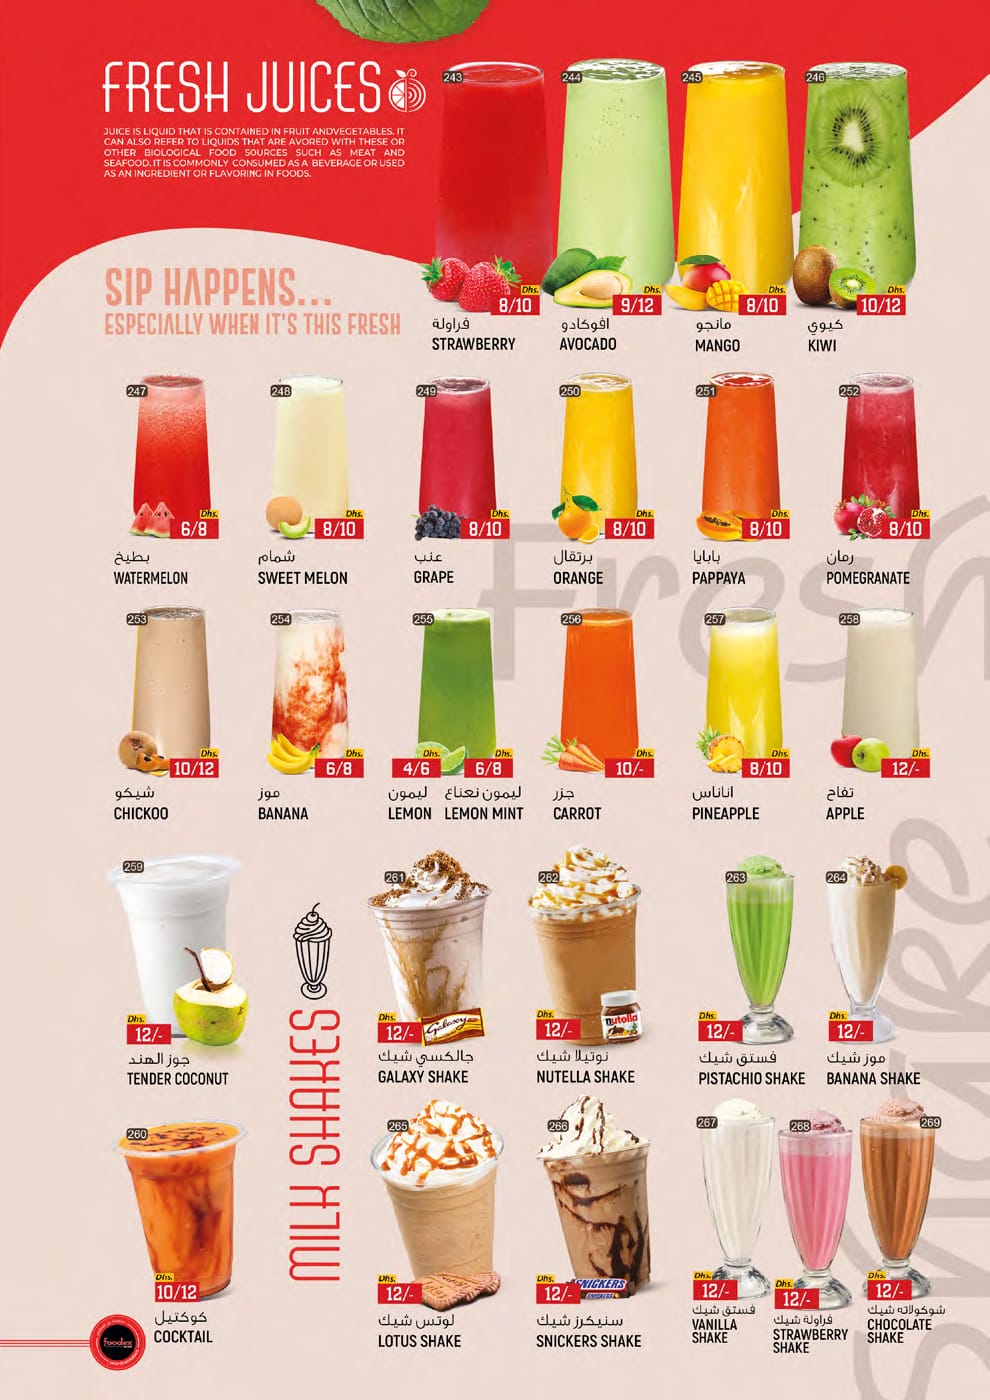 FRESH JUICES
JUICE IS LIQUID THAT IS CONTAINED IN FRUIT ANDVEGETABLES. IT
CAN ALSO REFER TO LIQUIDS THAT ARE AVORED WITH THESE OR
OTHER BIOLOGICAL FOOD SOURCES SUCH AS MEAT AND
SEAFOOD. IT IS COMMONLY CONSUMED AS A BEVERAGE OR USED
AS AN INGREDIENT OR FLAVORING IN FOODS.
SIP HAPPENS...
ESPECIALLY WHEN IT'S THIS FRESH
243
Dhs.
8/10
فراولة
STRAWBERRY
244
Dhs.
9/12
افوكادو
AVOCADO
245
Dhs.
8/10
مانجو
MANGO
246
Dhs.
10/12
كيوي
KIWI
247
Dhs.
6/8
بطيخ
WATERMELON
248
Dhs.
8/10
شمام
SWEET MELON
249
Dhs.
8/10
عنب
GRAPE
250
Dhs.
8/10
برتقال
ORANGE
251
Dhs.
8/10
بابايا
PAPPAYA
252
Dhs.
8/10
رمان
POMEGRANATE
Fresh
253
Dhs.
10/12
شيكو
CHICKOO
254
Dhs.
6/8
موز
BANANA
255
Dhs.
4/6
ليمون
LEMON
Dhs.
6/8
ليمون نعناع
LEMON MINT
256
Dhs.
10/-
جزر
CARROT
257
Dhs.
8/10
اناناس
PINEAPPLE
258
Dhs.
12/-
تفاح
APPLE
259
Dhs.
12/-
جوز الهند
TENDER COCONUT
260
Dhs.
10/12
كوكتيل
COCKTAIL
MILK SHAKES
261
Dhs.
12/-
Galaxy
جالكسي شيك
GALAXY SHAKE
262
Dhs.
12/-
nutella
نوتيلا شيك
NUTELLA SHAKE
263
Dhs.
12/-
فستق شيك
PISTACHIO SHAKE
264
Dhs.
12/-
موز شيك
BANANA SHAKE
265
Dhs.
12/-
لوتس شيك
LOTUS SHAKE
266
Dhs.
12/-
SNICKERS
SNICKERS
سنيكرز شيك
SNICKERS SHAKE
267
Dhs.
12/-
فستق شيك
VANILLA
SHAKE
268
Dhs.
12/-
فراولة شيك
STRAWBERRY
SHAKE
269
Dhs.
12/-
شوكولاته شيك
CHOCOLATE
SHAKE
foodex